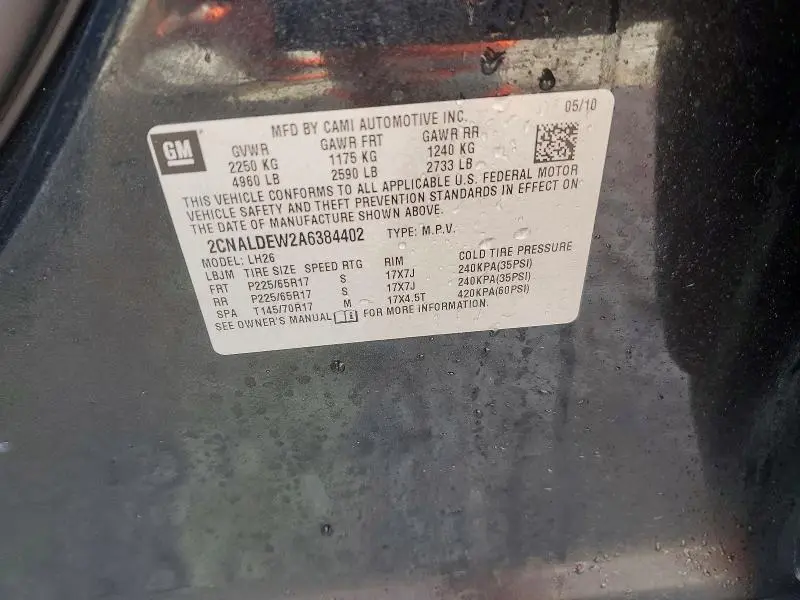 GM
MFD BY CAMI AUTOMOTIVE INC.
05/10
GVWR GAWR FRT GAWR RR
2250 KG 1175 KG 1240 KG
4960 LB 2590 LB 2733 LB
THIS VEHICLE CONFORMS TO ALL APPLICABLE U.S. FEDERAL MOTOR
VEHICLE SAFETY AND THEFT PREVENTION STANDARDS IN EFFECT ON
THE DATE OF MANUFACTURE SHOWN ABOVE.
2CNALDEW2A6384402 TYPE: M.P.V.
MODEL: LH26
LBJM TIRE SIZE SPEED RTG RIM COLD TIRE PRESSURE
FRT P225/65R17 S 17X7J 240KPA(35PSI)
RR P225/65R17 S 17X7J 240KPA(35PSI)
SPA T145/70R17 M 17X4.5T 420KPA(60PSI)
SEE OWNER'S MANUAL FOR MORE INFORMATION.